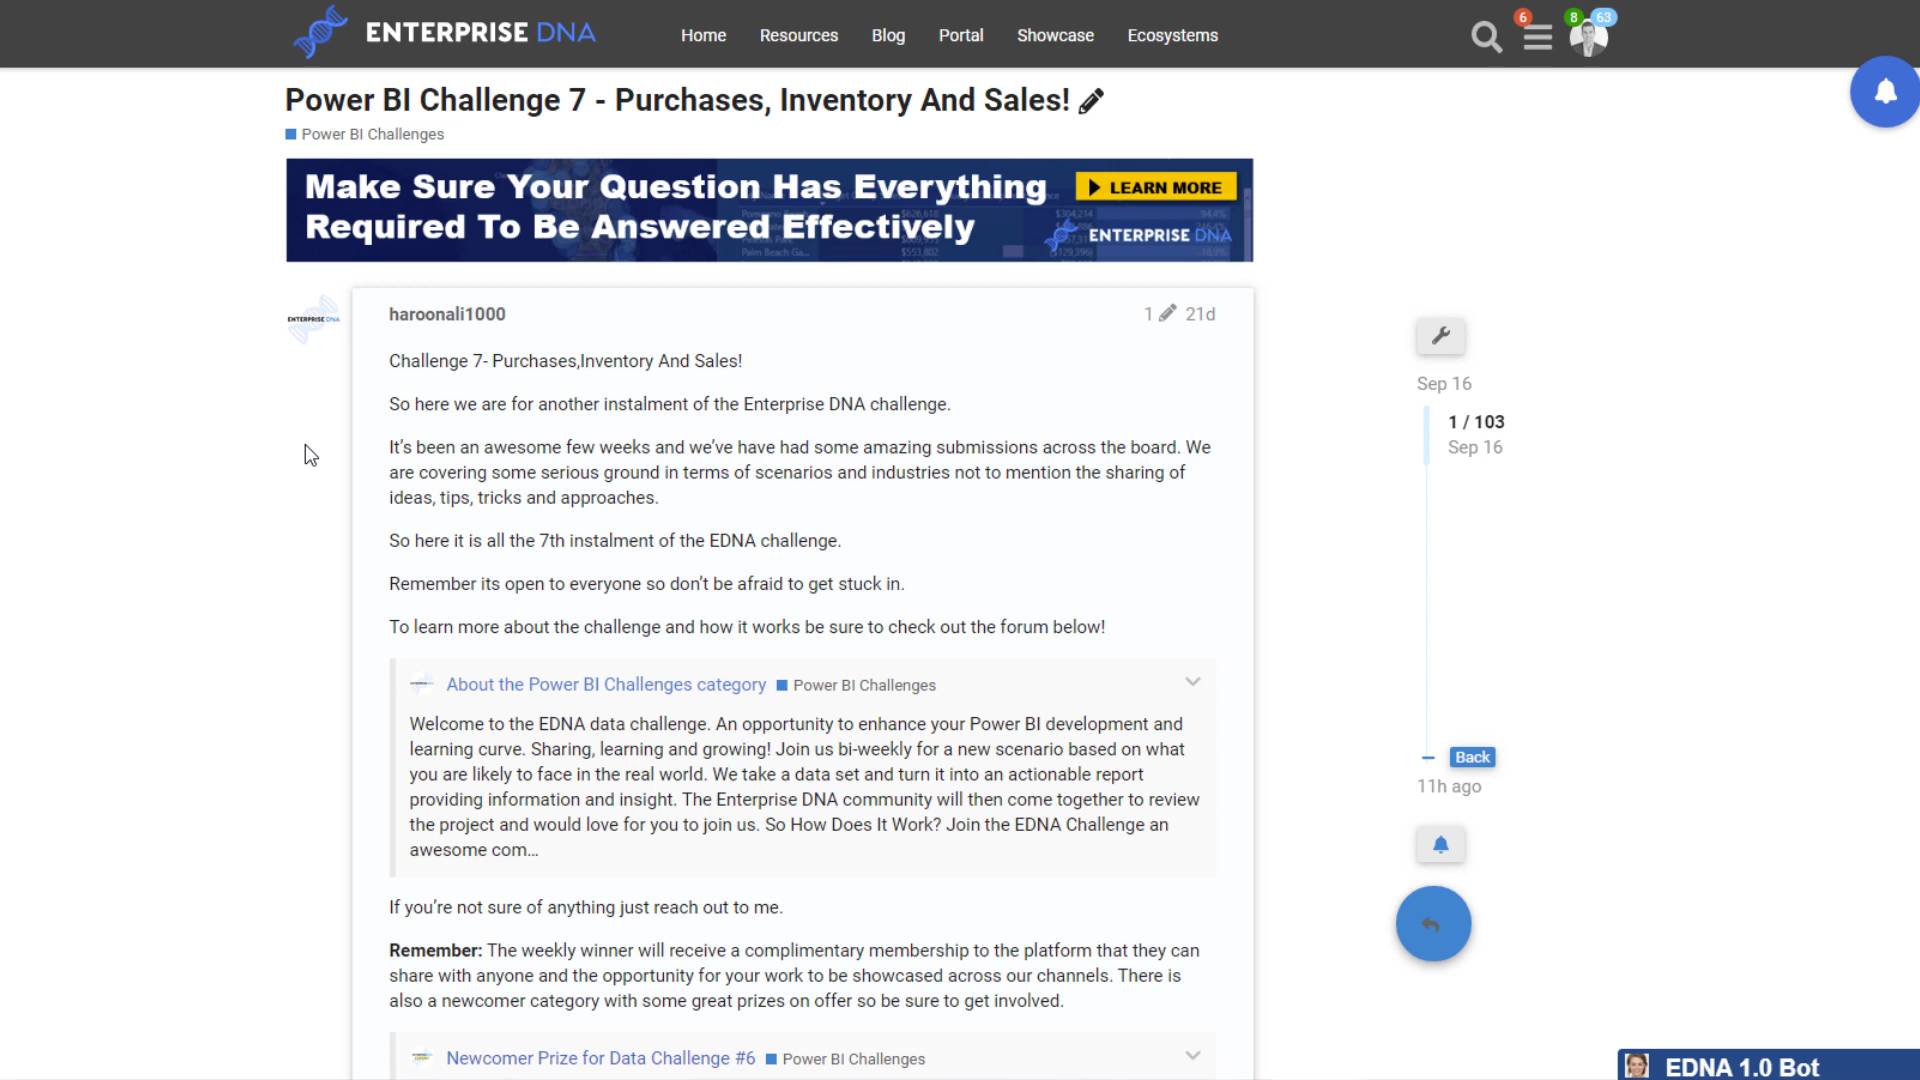 ENTERPRISE DNA
Home Resources Blog Portal Showcase Ecosystems
6
8 63
Power BI Challenge 7 - Purchases, Inventory And Sales!
Power BI Challenges
Make Sure Your Question Has Everything
Required To Be Answered Effectively
LEARN MORE
ENTERPRISE DNA
ENTERPRISE DNA
haroonali1000
1 21d
Challenge 7- Purchases,Inventory And Sales!
So here we are for another instalment of the Enterprise DNA challenge.
It's been an awesome few weeks and we've have had some amazing submissions across the board. We
are covering some serious ground in terms of scenarios and industries not to mention the sharing of
ideas, tips, tricks and approaches.
So here it is all the 7th instalment of the EDNA challenge.
Remember its open to everyone so don't be afraid to get stuck in.
To learn more about the challenge and how it works be sure to check out the forum below!
About the Power BI Challenges category Power BI Challenges
Welcome to the EDNA data challenge. An opportunity to enhance your Power BI development and
learning curve. Sharing, learning and growing! Join us bi-weekly for a new scenario based on what
you are likely to face in the real world. We take a data set and turn it into an actionable report
providing information and insight. The Enterprise DNA community will then come together to review
the project and would love for you to join us. So How Does It Work? Join the EDNA Challenge an
awesome com...
If you're not sure of anything just reach out to me.
Remember: The weekly winner will receive a complimentary membership to the platform that they can
share with anyone and the opportunity for your work to be showcased across our channels. There is
also a newcomer category with some great prizes on offer so be sure to get involved.
Newcomer Prize for Data Challenge #6 Power BI Challenges
Sep 16
1 / 103
Sep 16
Back
11h ago
EDNA 1.0 Bot